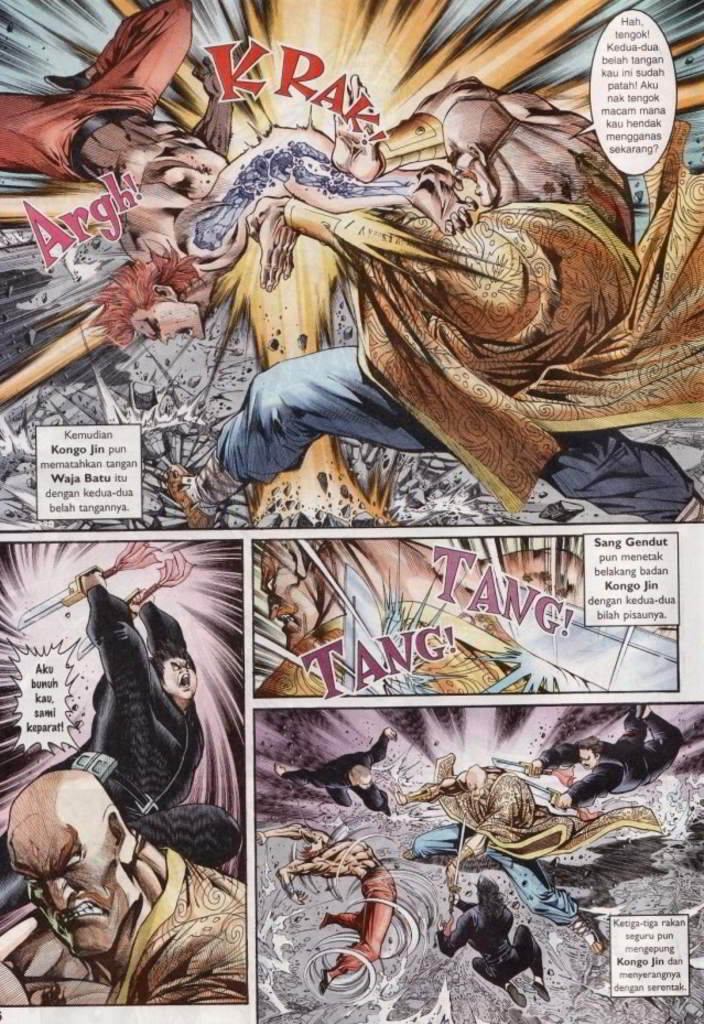 Hah,
tengok!
Kedua-dua
belah tangan
kau ini sudah
patah! Aku
nak tengok
macam mana
kau hendak
mengganas
sekarang?
KRAK!
Argh!
Kemudian
Kongo Jin pun
mematahkan tangan
Waja Batu itu
dengan kedua-dua
belah tangannya.
Aku
bunuh
kau,
sami
keparat!
Sang Gendut
pun menetak
belakang badan
Kongo Jin
dengan kedua-dua
bilah pisaunya.
TANG!
TANG!
Ketiga-tiga rakan
seguru pun
mengepung
Kongo Jin dan
menyerangnya
dengan serentak.